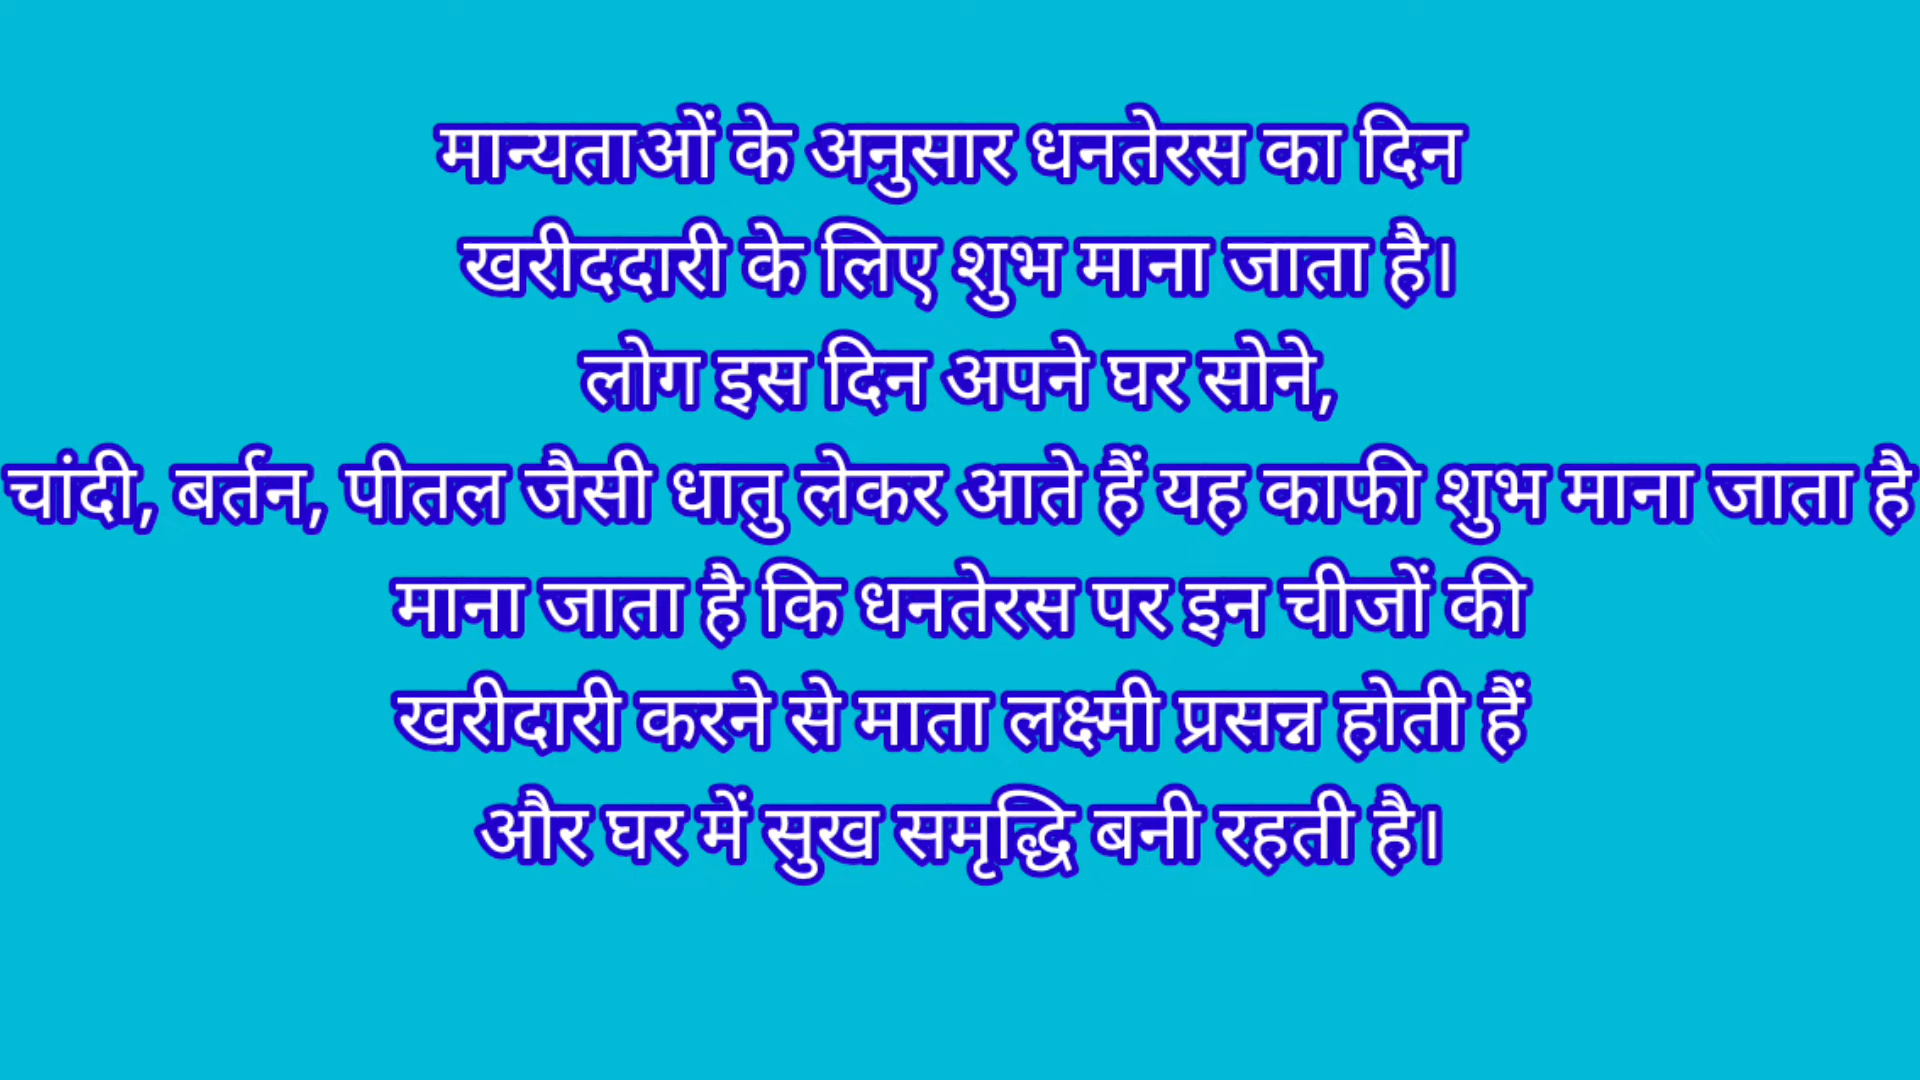 मान्यताओं के अनुसार धनतेरस का दिन
खरीददारी के लिए शुभ माना जाता है।
लोग इस दिन अपने घर सोने,
चांदी, बर्तन, पीतल जैसी धातु लेकर आते हैं यह काफी शुभ माना जाता है
माना जाता है कि धनतेरस पर इन चीजों की
खरीदारी करने से माता लक्ष्मी प्रसन्न होती हैं
और घर में सुख समृद्धि बनी रहती है।